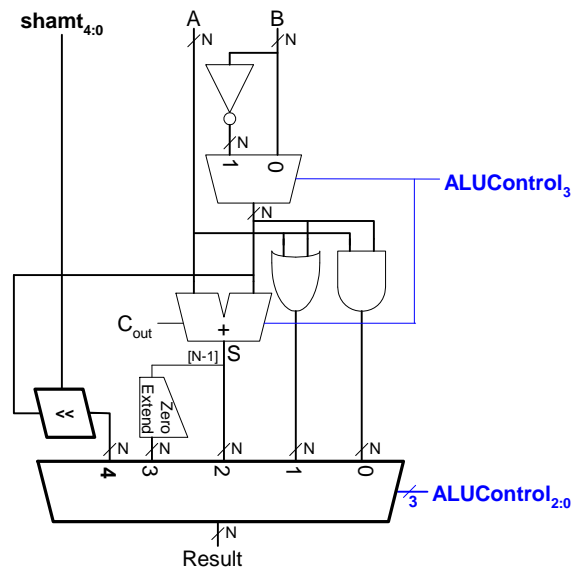 shamt4:0
A B
N N
N
1 0
ALUControl3
N
Cout
+
[N-1] S
Zero Extend
<<
N N N N N
4 3 2 1 0
3
ALUControl2:0
N
Result